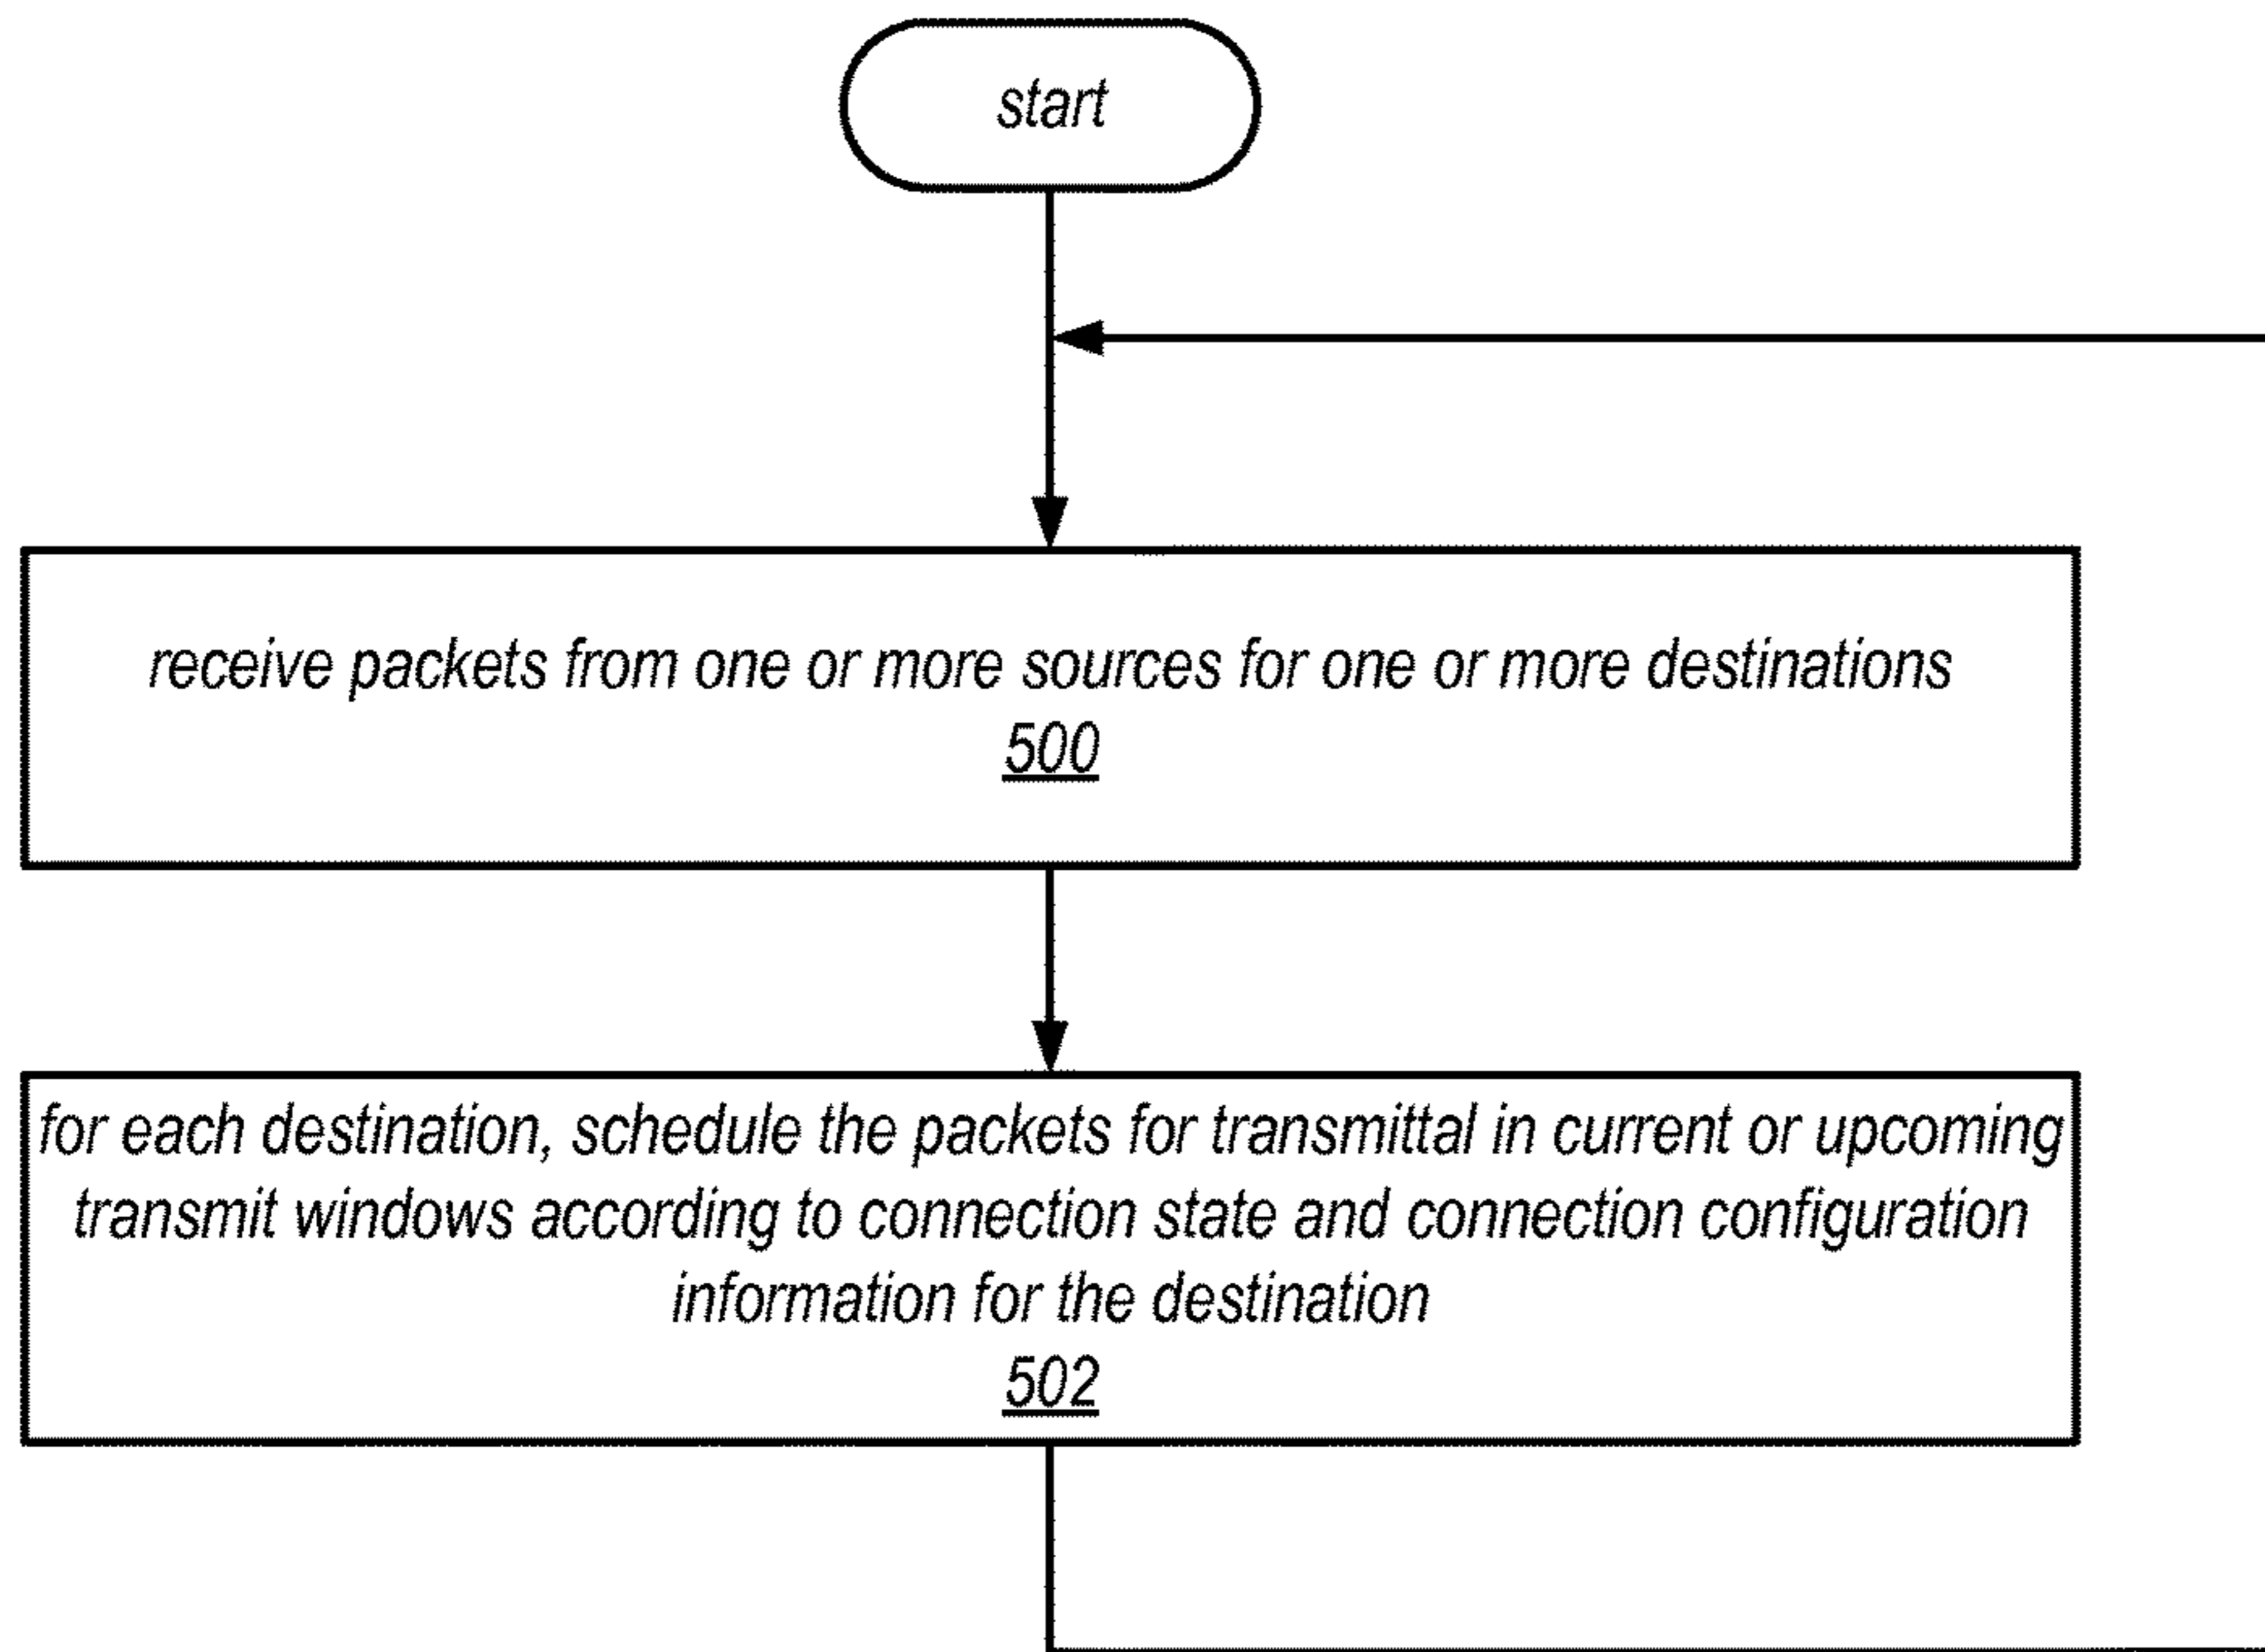 start
receive packets from one or more sources for one or more destinations
500
for each destination, schedule the packets for transmittal in current or upcoming
transmit windows according to connection state and connection configuration
information for the destination
502